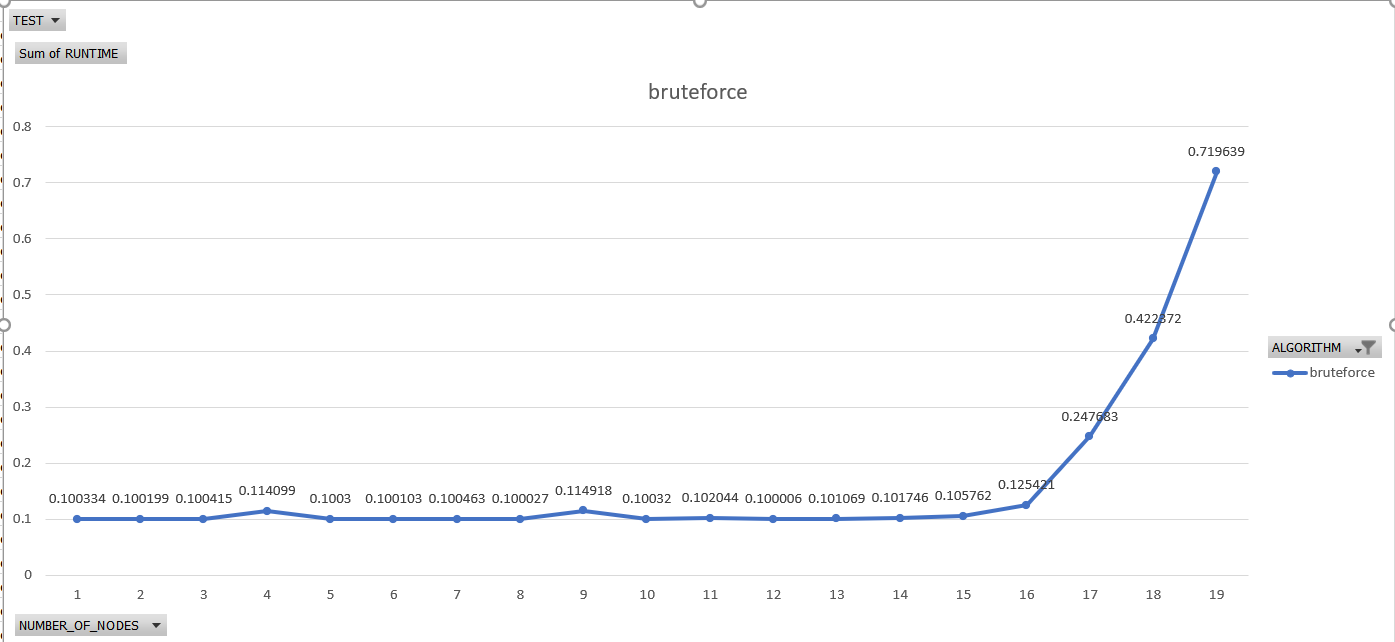 TEST
Sum of RUNTIME
bruteforce
0.8
0.7
0.6
0.5
0.4
0.3
0.2
0.1
0
0.100334 0.100199 0.100415 0.114099 0.1003 0.100103 0.100463 0.100027 0.114918 0.10032 0.102044 0.100006 0.101069 0.101746 0.105762 0.125421 0.247683 0.422372 0.719639
1 2 3 4 5 6 7 8 9 10 11 12 13 14 15 16 17 18 19
ALGORITHM
bruteforce
NUMBER_OF_NODES